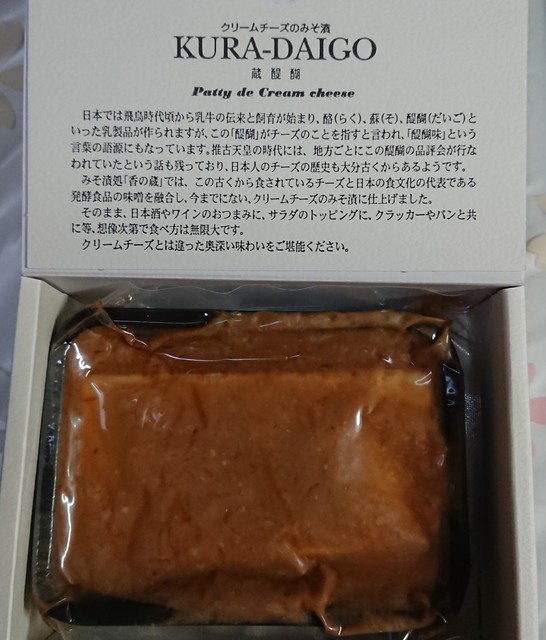 クリームチーズのみそ漬
KURA-DAIGO
蔵醍醐
Patty de Cream cheese
日本では飛鳥時代頃から乳牛の伝来と飼育が始まり、酪(らく)、蘇(そ)、醍醐(だいご)と
いった乳製品が作られますが、この「醍醐」がチーズのことを指すと言われ、「醍醐味」という
言葉の語源にもなっています。推古天皇の時代には、地方ごとにこの醍醐の品評会が行な
われていたという話も残っており、日本人のチーズの歴史も大分古くからあるようです。
みそ漬処「香の蔵」では、この古くから食されているチーズと日本の食文化の代表である
発酵食品の味噌を融合し、今までにない、クリームチーズのみそ漬に仕上げました。
そのまま、日本酒やワインのおつまみに、サラダのトッピングに、クラッカーやパンと共
に等、想像次第で食べ方は無限大です。
クリームチーズとは違った奥深い味わいをご堪能ください。